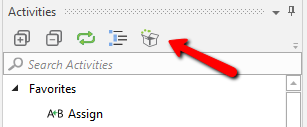 Activities
Search Activities
Favorites
A+B Assign